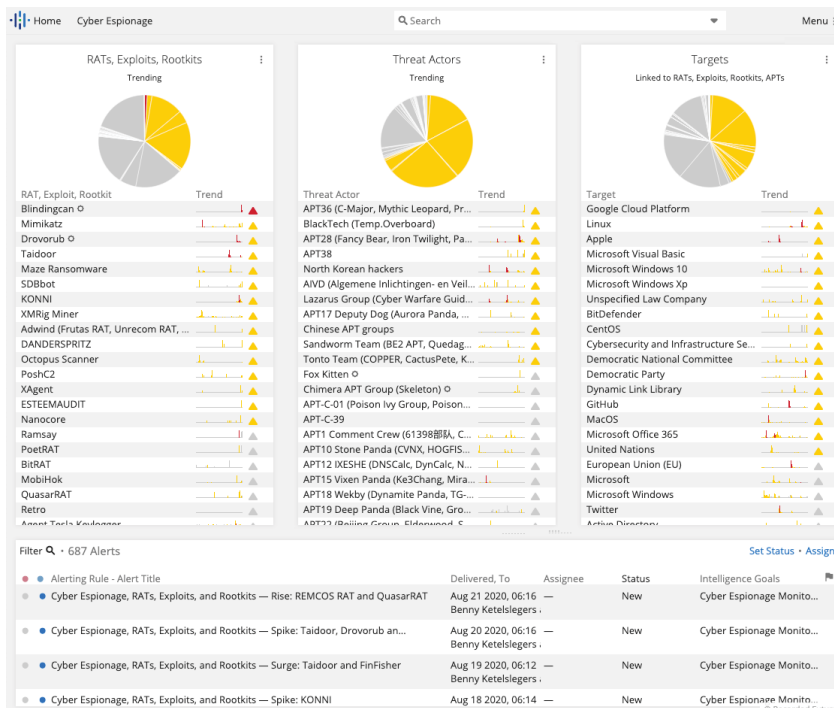 Home Cyber Espionage Search Menu
RATs, Exploits, Rootkits
Trending
RAT, Exploit, Rootkit Trend
Blindingcan
Mimikatz
Drovorub
Taidoor
Maze Ransomware
SDBbot
KONNI
XMRig Miner
Adwind (Frutas RAT, Unrecom RAT, ...
DANDERSPRITZ
Octopus Scanner
PoshC2
XAgent
ESTEEMAUDIT
Nanocore
Ramsay
PoetRAT
BitRAT
MobiHok
QuasarRAT
Retro
Agent Tesla Keylogger
Threat Actors
Trending
Threat Actor Trend
APT36 (C-Major, Mythic Leopard, Pr...
BlackTech (Temp.Overboard)
APT28 (Fancy Bear, Iron Twilight, Pa...
APT38
North Korean hackers
AIVD (Algemene Inlichtingen- en Veil...
Lazarus Group (Cyber Warfare Guid...
APT17 Deputy Dog (Aurora Panda, ...
Chinese APT groups
Sandworm Team (BE2 APT, Quedag...
Tonto Team (COPPER, CactusPete, K...
Fox Kitten
Chimera APT Group (Skeleton)
APT-C-01 (Poison Ivy Group, Poison...
APT-C-39
APT1 Comment Crew (61398部队, C...
APT10 Stone Panda (CVNX, HOGFIS...
APT12 IXESHE (DNSCalc, DynCalc, N...
APT15 Vixen Panda (Ke3Chang, Mira...
APT18 Wekby (Dynamite Panda, TG-...
APT19 Deep Panda (Black Vine, Gro...
APT22 (Beijing Group, Elderwood, S...
Targets
Linked to RATs, Exploits, Rootkits, APTs
Target Trend
Google Cloud Platform
Linux
Apple
Microsoft Visual Basic
Microsoft Windows 10
Microsoft Windows Xp
Unspecified Law Company
BitDefender
CentOS
Cybersecurity and Infrastructure Se...
Democratic National Committee
Democratic Party
Dynamic Link Library
GitHub
MacOS
Microsoft Office 365
United Nations
European Union (EU)
Microsoft
Microsoft Windows
Twitter
Active Directory
Filter • 687 Alerts Set Status • Assign
Alerting Rule - Alert Title Delivered, To Assignee Status Intelligence Goals
Cyber Espionage, RATs, Exploits, and Rootkits — Rise: REMCOS RAT and QuasarRAT Aug 21 2020, 06:16 — New Cyber Espionage Monito...
Benny Ketelslegers
Cyber Espionage, RATs, Exploits, and Rootkits — Spike: Taidoor, Drovorub an... Aug 20 2020, 06:16 — New Cyber Espionage Monito...
Benny Ketelslegers
Cyber Espionage, RATs, Exploits, and Rootkits — Surge: Taidoor and FinFisher Aug 19 2020, 06:12 — New Cyber Espionage Monito...
Benny Ketelslegers
Cyber Espionage, RATs, Exploits, and Rootkits — Spike: KONNI Aug 18 2020, 06:14 — New Cyber Espionage Monito...